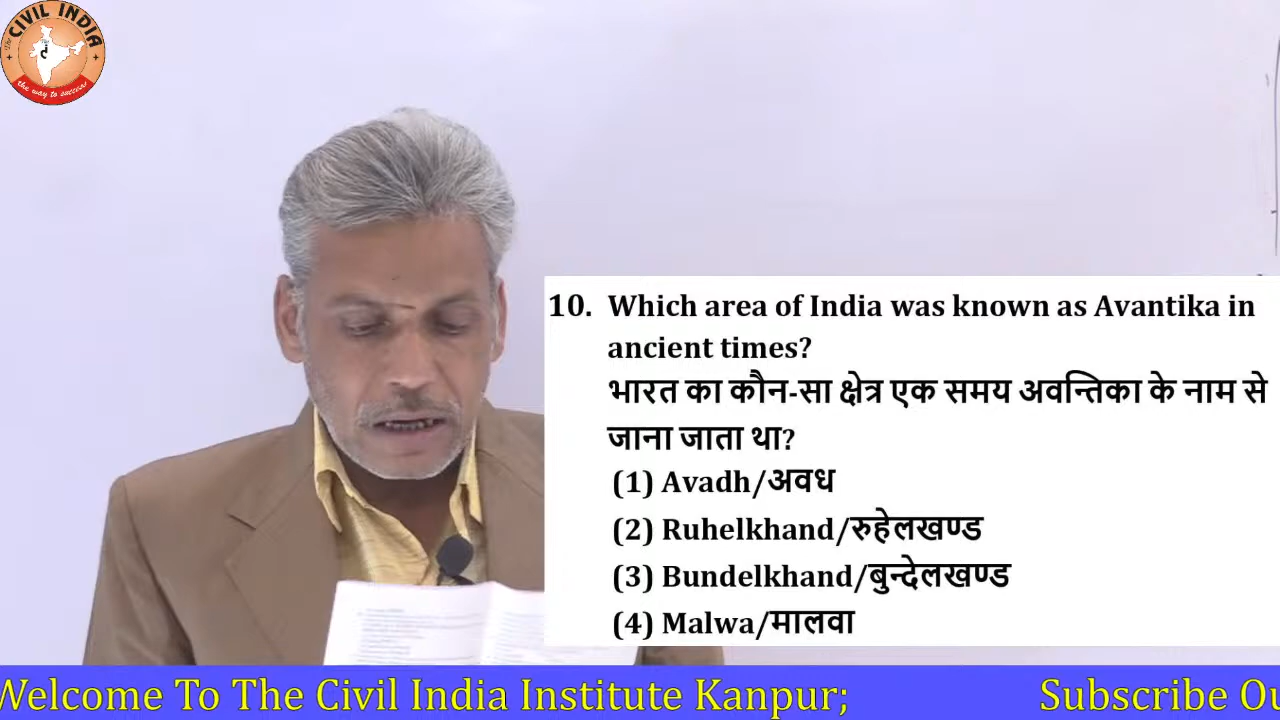 The CIVIL INDIA
the way to success
10. Which area of India was known as Avantika in
ancient times?
भारत का कौन-सा क्षेत्र एक समय अवन्तिका के नाम से
जाना जाता था?
(1) Avadh/अवध
(2) Ruhelkhand/रुहेलखण्ड
(3) Bundelkhand/बुन्देलखण्ड
(4) Malwa/मालवा
Welcome To The Civil India Institute Kanpur; Subscribe Ou